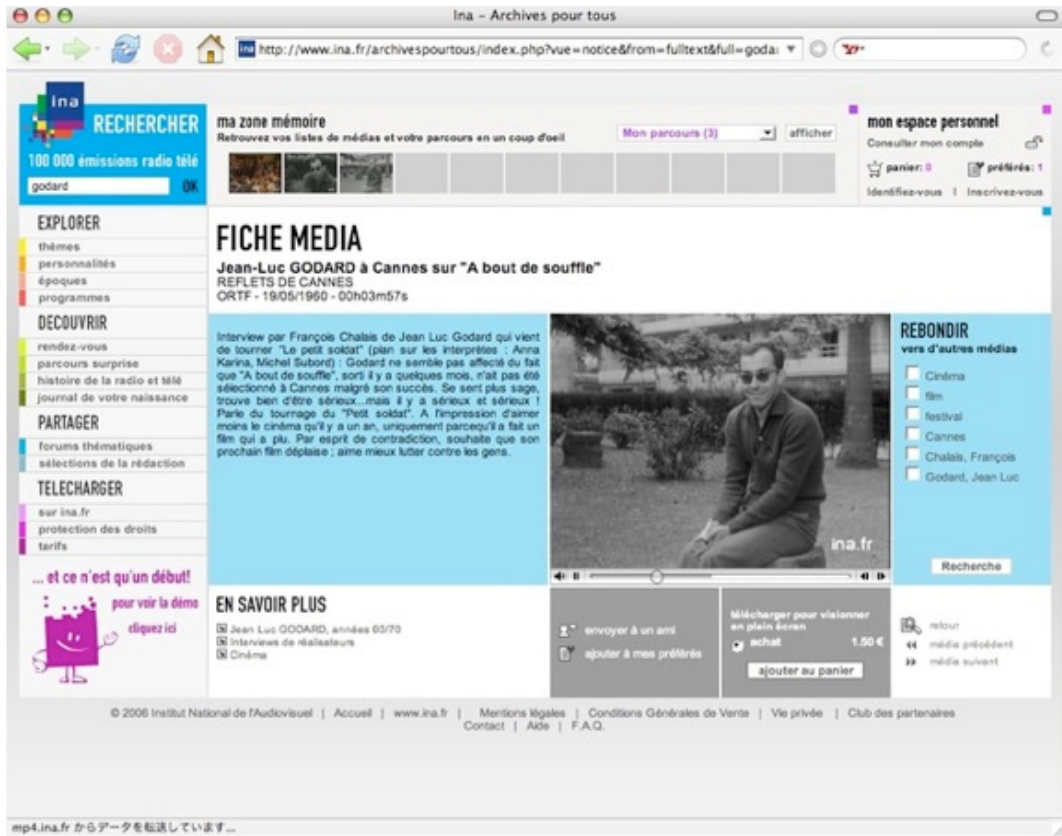 Ina – Archives pour tous
http://www.ina.fr/archivespourtous/index.php?vue=notice&from=fulltext&full=goda
ina
RECHERCHER
100 000 émissions radio télé
godard
OK
ma zone mémoire
Retrouvez vos listes de médias et votre parcours en un coup d'oeil
Mon parcours (3)
afficher
mon espace personnel
Consulter mon compte
panier: 0
préférés: 1
Identifiez-vous | Inscrivez-vous
EXPLORER
thèmes
personnalités
époques
programmes
DECOUVRIR
rendez-vous
parcours surprise
histoire de la radio et télé
journal de votre naissance
PARTAGER
forums thématiques
sélections de la rédaction
TELECHARGER
sur ina.fr
protection des droits
tarifs
... et ce n'est qu'un début!
pour voir la démo
cliquez ici
FICHE MEDIA
Jean-Luc GODARD à Cannes sur "A bout de souffle"
REFLETS DE CANNES
ORTF - 19/05/1960 - 00h03m57s
Interview par François Chalais de Jean Luc Godard qui vient
de tourner "Le petit soldat" (plan sur les interprètes : Anna
Karina, Michel Subord) : Godard ne semble pas affecté du fait
que "A bout de souffle", sorti il y a quelques mois, n'ait pas été
sélectionné à Cannes malgré son succès. Se sent plus sage,
trouve bien d'être sérieux...mais il y a sérieux et sérieux !
Parle du tournage du "Petit soldat". A l'impression d'aimer
moins le cinéma qu'il y a un an, uniquement parcequ'il a fait un
film qui a plu. Par esprit de contradiction, souhaite que son
prochain film déplaise ; aime mieux lutter contre les gens.
ina.fr
REBONDIR
vers d'autres médias
Cinéma
film
festival
Cannes
Chalais, François
Godard, Jean Luc
Recherche
EN SAVOIR PLUS
Jean Luc GODARD, années 60/70
Interviews de réalisateurs
Cinéma
envoyer à un ami
ajouter à mes préférés
télécharger pour visionner
en plein écran
achat 1.50 €
ajouter au panier
retour
média précédent
média suivant
© 2006 Institut National de l'Audiovisuel | Accueil | www.ina.fr | Mentions légales | Conditions Générales de Vente | Vie privée | Club des partenaires
Contact | Aide | F.A.Q.
mp4.ina.fr からデータを転送しています...